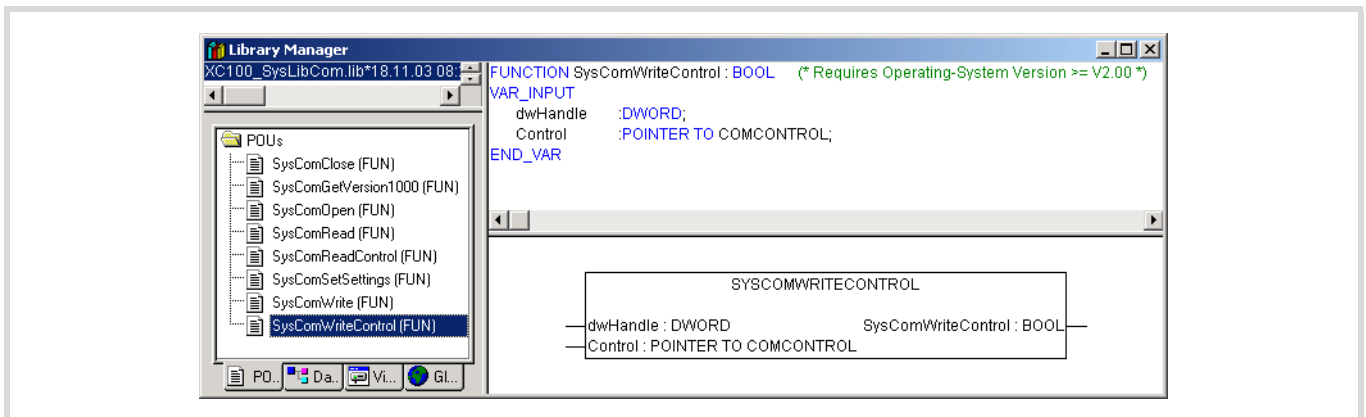 Library Manager
XC100_SysLibCom.lib*18.11.03 08:
POUs
SysComClose (FUN)
SysComGetVersion1000 (FUN)
SysComOpen (FUN)
SysComRead (FUN)
SysComReadControl (FUN)
SysComSetSettings (FUN)
SysComWrite (FUN)
SysComWriteControl (FUN)
PO... Da... Vi... Gl...
FUNCTION SysComWriteControl : BOOL (* Requires Operating-System Version >= V2.00 *)
VAR_INPUT
dwHandle :DWORD;
Control :POINTER TO COMCONTROL;
END_VAR
SYSCOMWRITECONTROL
dwHandle : DWORD SysComWriteControl : BOOL
Control : POINTER TO COMCONTROL